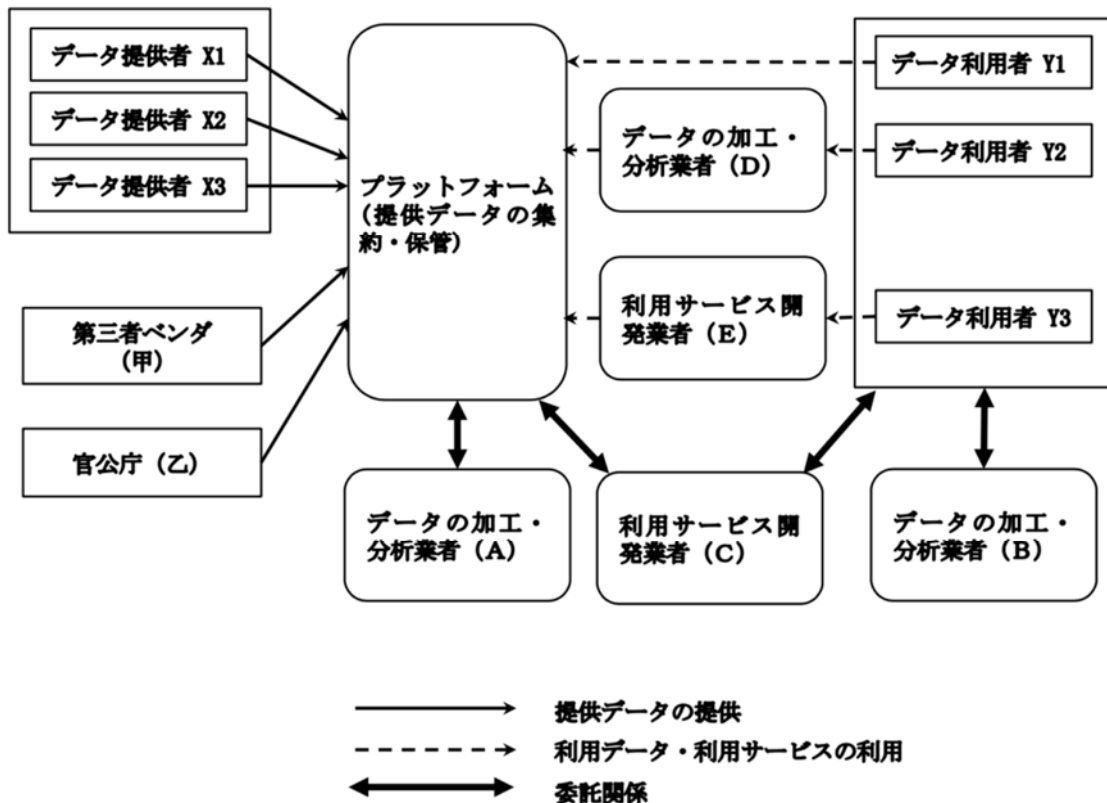 データ提供者 X1
データ提供者 X2
データ提供者 X3
第三者ベンダ
(甲)
官公庁（乙）
プラットフォーム
（提供データの集
約・保管）
データの加工・
分析業者（D）
利用サービス開
発業者（E）
データ利用者 Y1
データ利用者 Y2
データ利用者 Y3
データの加工・
分析業者（A）
利用サービス開
発業者（C）
データの加工・
分析業者（B）
提供データの提供
利用データ・利用サービスの利用
委託関係